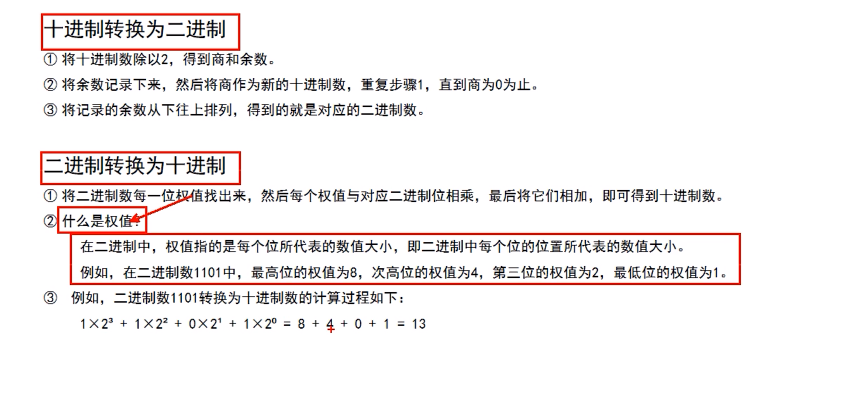 十进制转换为二进制
① 将十进制数除以2，得到商和余数。
② 将余数记录下来，然后将商作为新的十进制数，重复步骤1，直到商为0为止。
③ 将记录的余数从下往上排列，得到的就是对应的二进制数。
二进制转换为十进制
① 将二进制数每一位权值找出来，然后每个权值与对应二进制位相乘，最后将它们相加，即可得到十进制数。
② 什么是权值？
在二进制中，权值指的是每个位所代表的数值大小，即二进制中每个位的位置所代表的数值大小。
例如，在二进制数1101中，最高位的权值为8，次高位的权值为4，第三位的权值为2，最低位的权值为1。
③ 例如，二进制数1101转换为十进制数的计算过程如下：
1×2³ + 1×2² + 0×2¹ + 1×2⁰ = 8 + 4 + 0 + 1 = 13